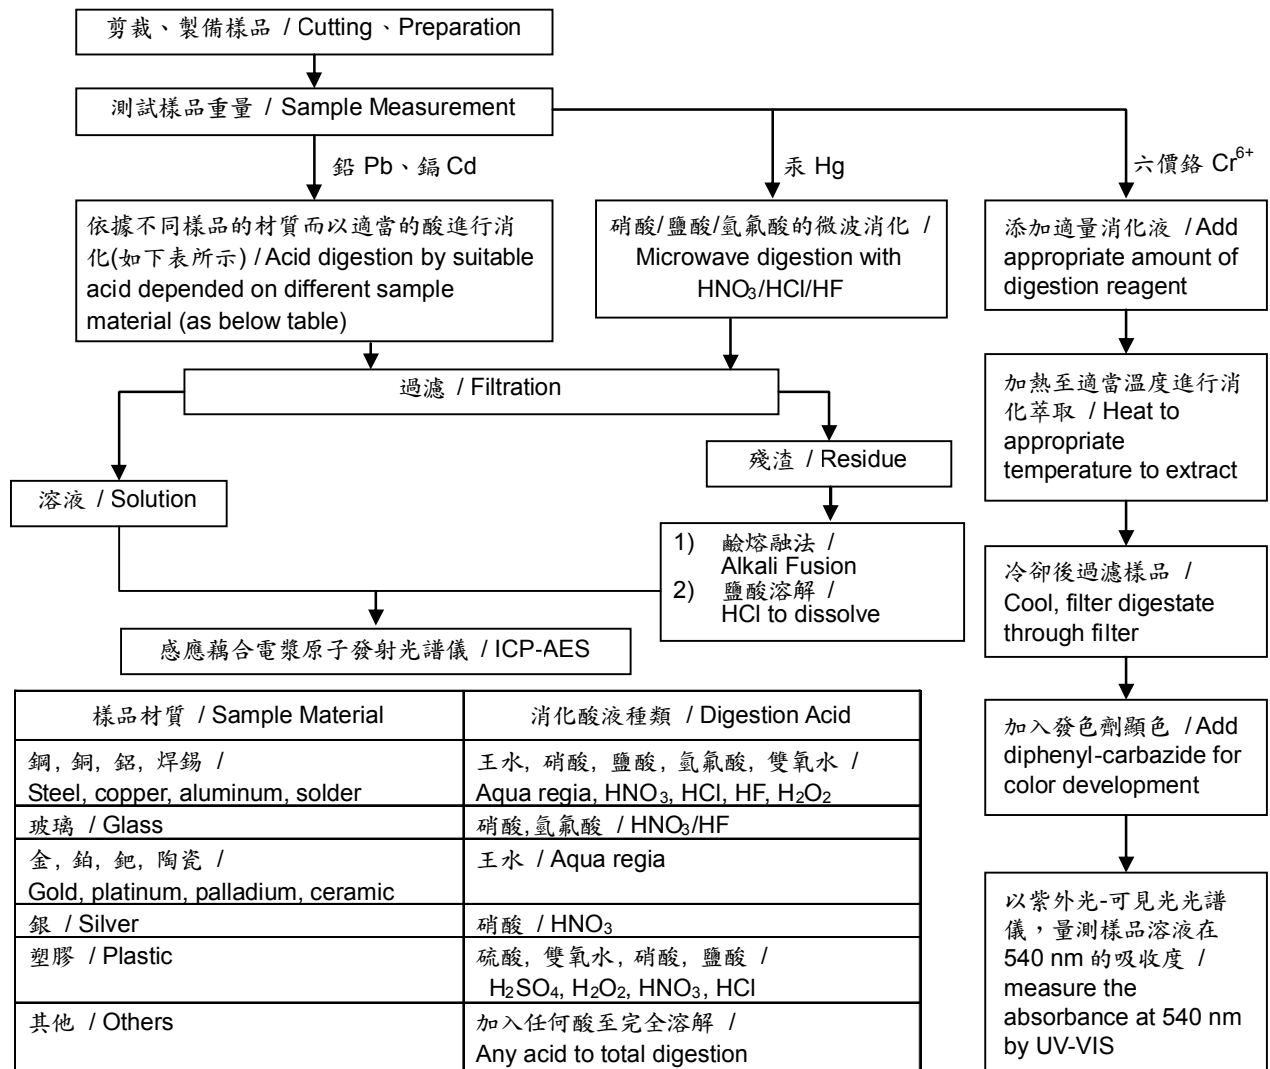 剪裁、製備樣品 / Cutting、Preparation
測試樣品重量 / Sample Measurement
鉛 Pb、鎘 Cd
汞 Hg
六價鉻 Cr⁶⁺
依據不同樣品的材質而以適當的酸進行消
化(如下表所示) / Acid digestion by suitable
acid depended on different sample
material (as below table)
硝酸/鹽酸/氫氟酸的微波消化 /
Microwave digestion with
HNO₃/HCl/HF
添加適量消化液 / Add
appropriate amount of
digestion reagent
過濾 / Filtration
加熱至適當溫度進行消
化萃取 / Heat to
appropriate
temperature to extract
殘渣 / Residue
溶液 / Solution
1) 鹼熔融法 /
Alkali Fusion
2) 鹽酸溶解 /
HCl to dissolve
冷卻後過濾樣品 /
Cool, filter digestate
through filter
感應藕合電漿原子發射光譜儀 / ICP-AES
加入發色劑顯色 / Add
diphenyl-carbazide for
color development
以紫外光-可見光光譜
儀，量測樣品溶液在
540 nm 的吸收度 /
measure the
absorbance at 540 nm
by UV-VIS
樣品材質 / Sample Material
消化酸液種類 / Digestion Acid
鋼, 銅, 鋁, 焊錫 /
Steel, copper, aluminum, solder
王水, 硝酸, 鹽酸, 氫氟酸, 雙氧水 /
Aqua regia, HNO₃, HCl, HF, H₂O₂
玻璃 / Glass
硝酸,氫氟酸 / HNO₃/HF
金, 鉑, 鈀, 陶瓷 /
Gold, platinum, palladium, ceramic
王水 / Aqua regia
銀 / Silver
硝酸 / HNO₃
塑膠 / Plastic
硫酸, 雙氧水, 硝酸, 鹽酸 /
H₂SO₄, H₂O₂, HNO₃, HCl
其他 / Others
加入任何酸至完全溶解 /
Any acid to total digestion